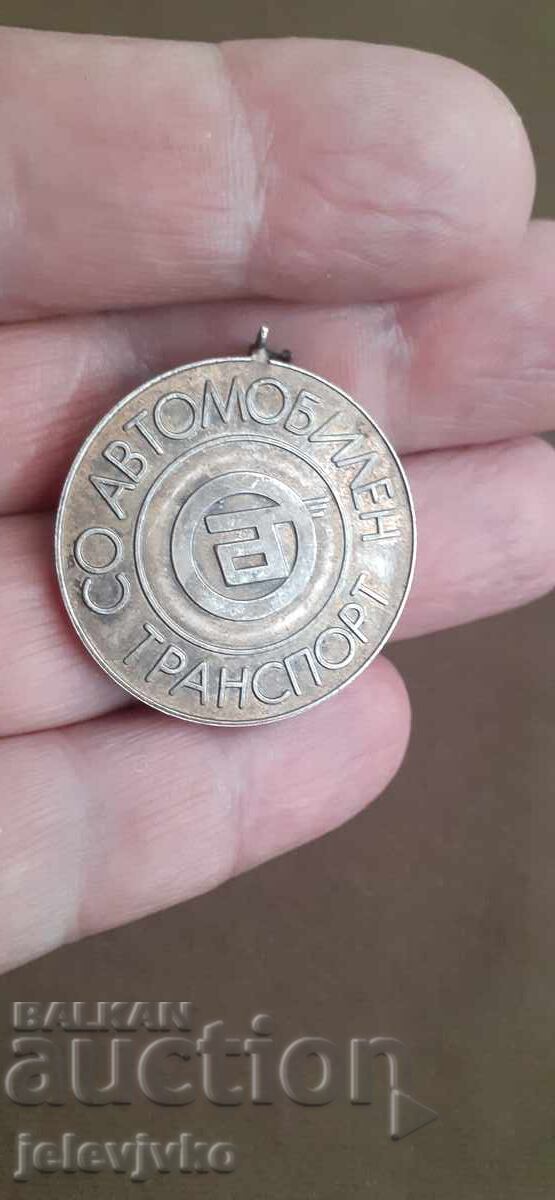 СО АВТОМОБИЛЕН
ТРАНСПОРТ
BALKAN
auction
jelevjvko